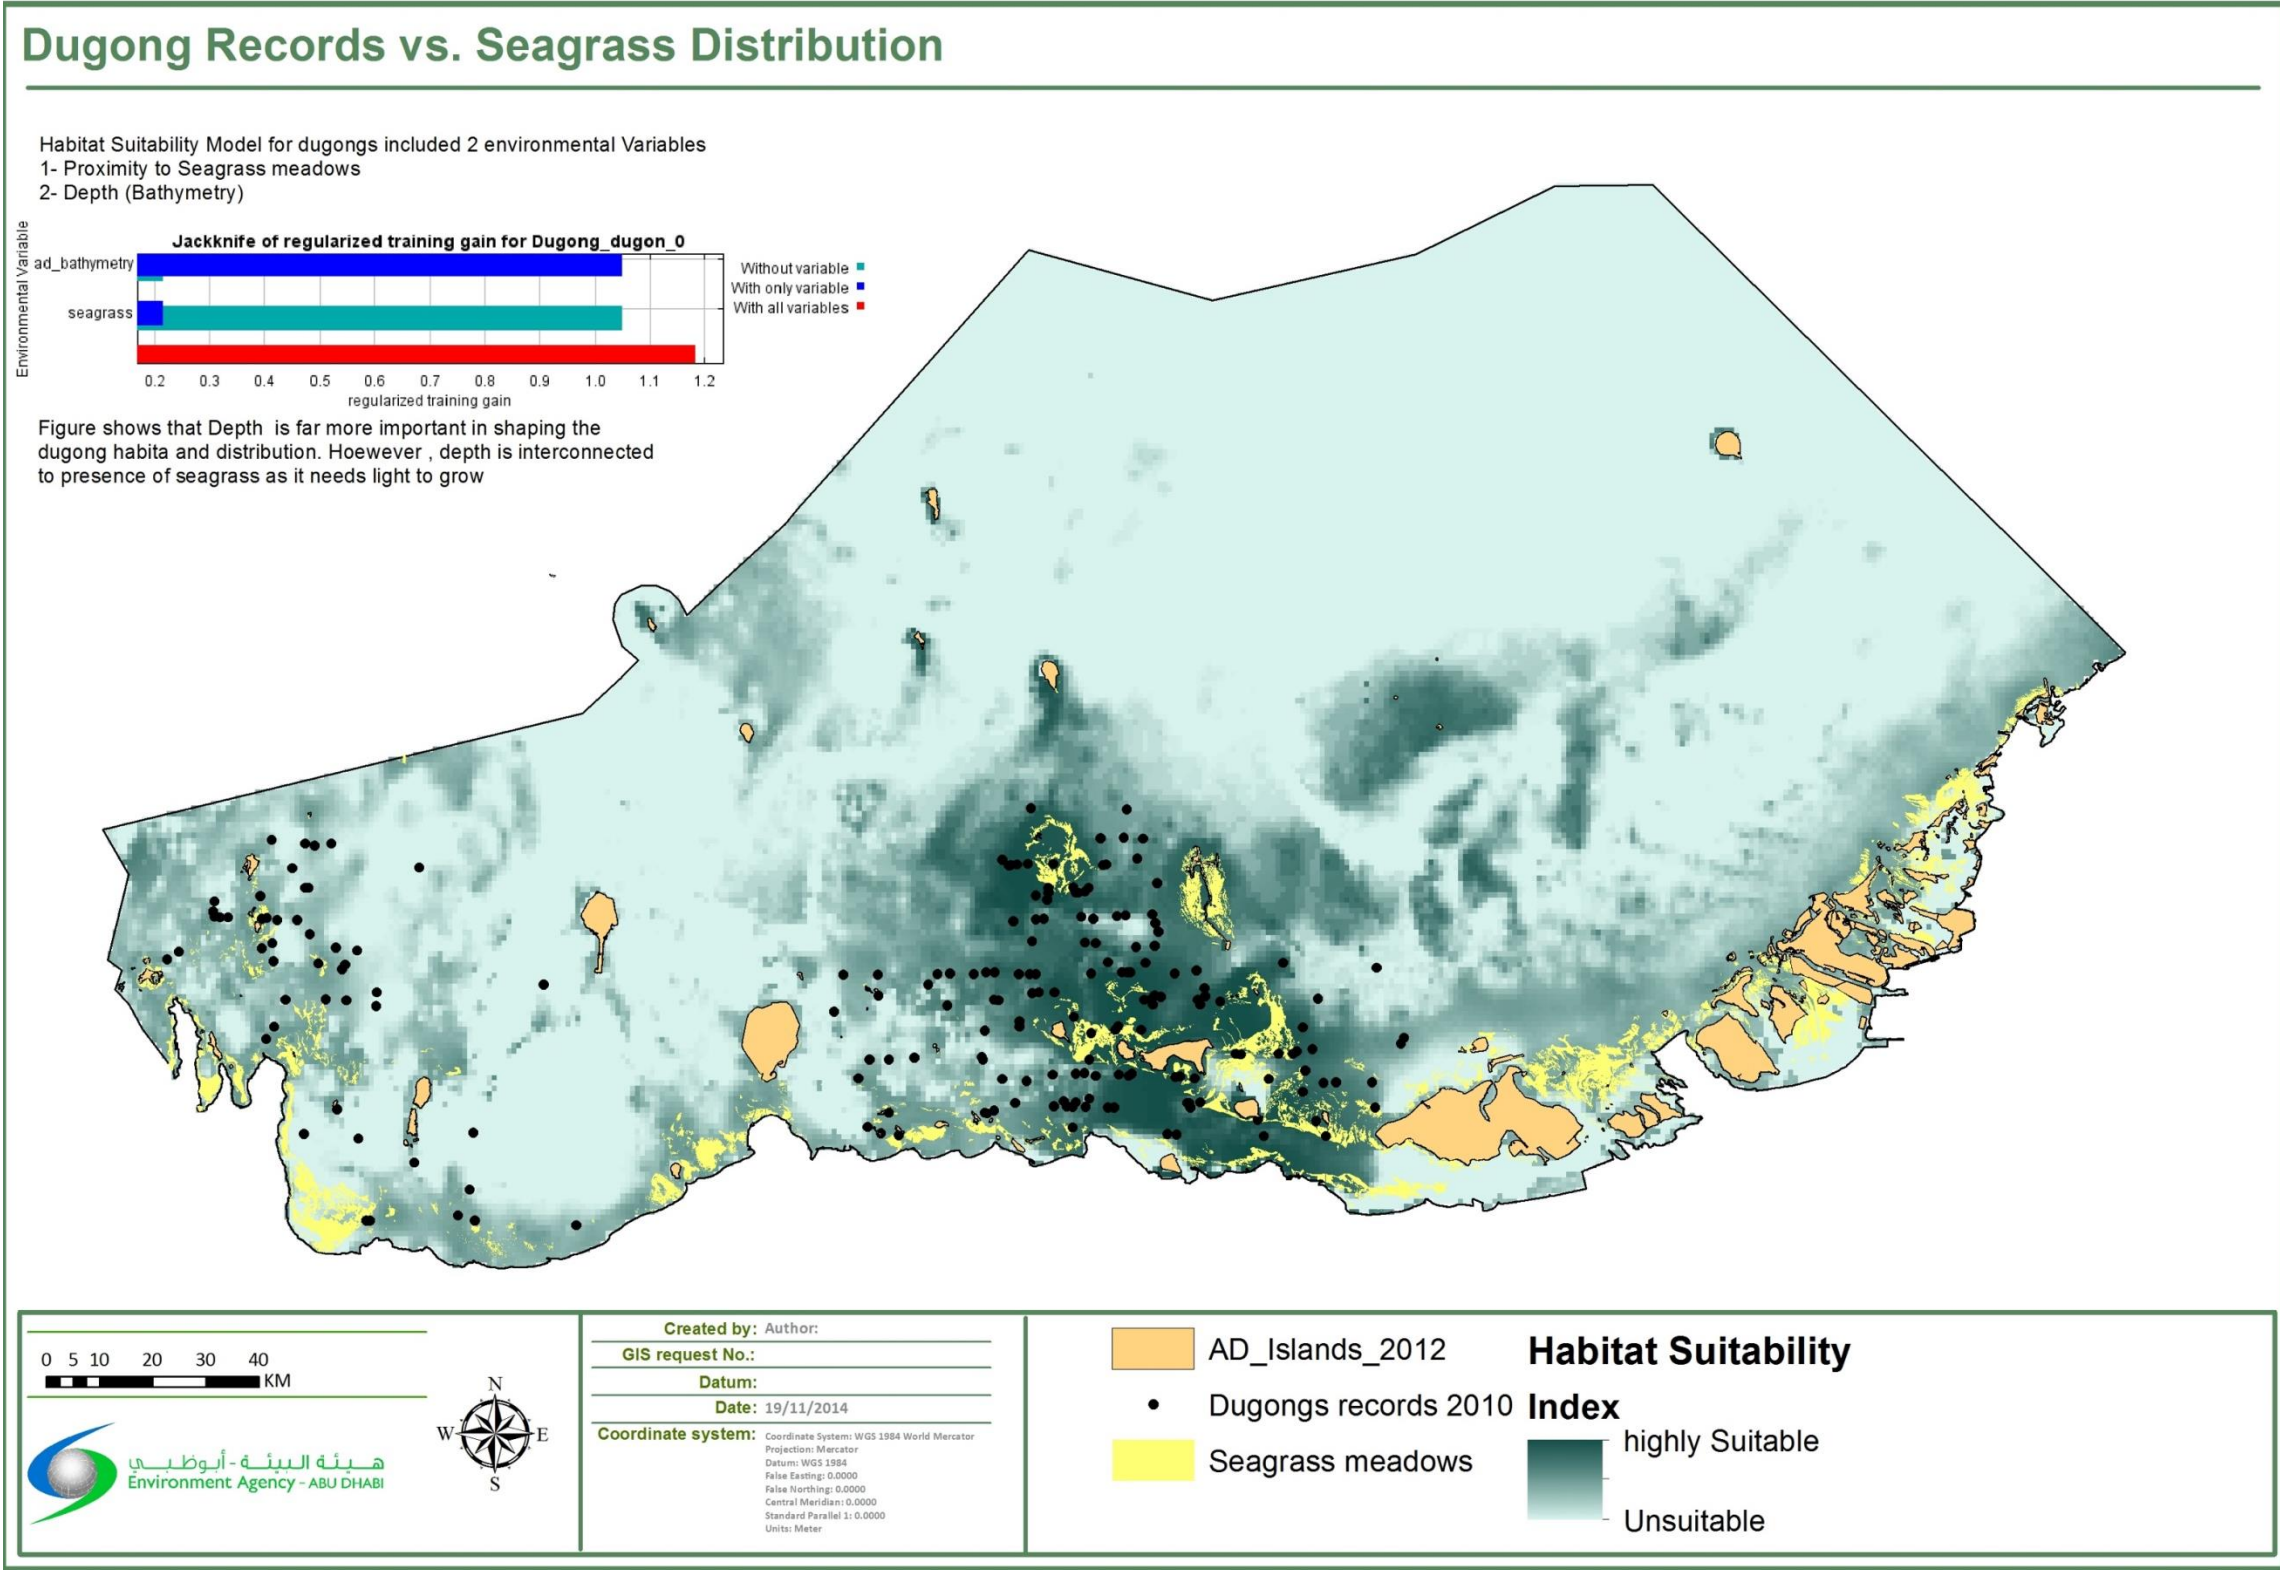 Dugong Records vs. Seagrass Distribution
Habitat Suitability Model for dugongs included 2 environmental Variables
1- Proximity to Seagrass meadows
2- Depth (Bathymetry)
Jackknife of regularized training gain for Dugong_dugon_0
Environmental Variable
ad_bathymetry
seagrass
Without variable
With only variable
With all variables
0.2 0.3 0.4 0.5 0.6 0.7 0.8 0.9 1.0 1.1 1.2
regularized training gain
Figure shows that Depth is far more important in shaping the
dugong habita and distribution. Hoewever , depth is interconnected
to presence of seagrass as it needs light to grow
0 5 10 20 30 40
KM
هيئة البيئة - أبوظبي
Environment Agency - ABU DHABI
N
W E
S
Created by: Author:
GIS request No.:
Datum:
Date: 19/11/2014
Coordinate system: Coordinate System: WGS 1984 World Mercator
Projection: Mercator
Datum: WGS 1984
False Easting: 0.0000
False Northing: 0.0000
Central Meridian: 0.0000
Standard Parallel 1: 0.0000
Units: Meter
AD_Islands_2012
Dugongs records 2010
Seagrass meadows
Habitat Suitability
Index
highly Suitable
Unsuitable